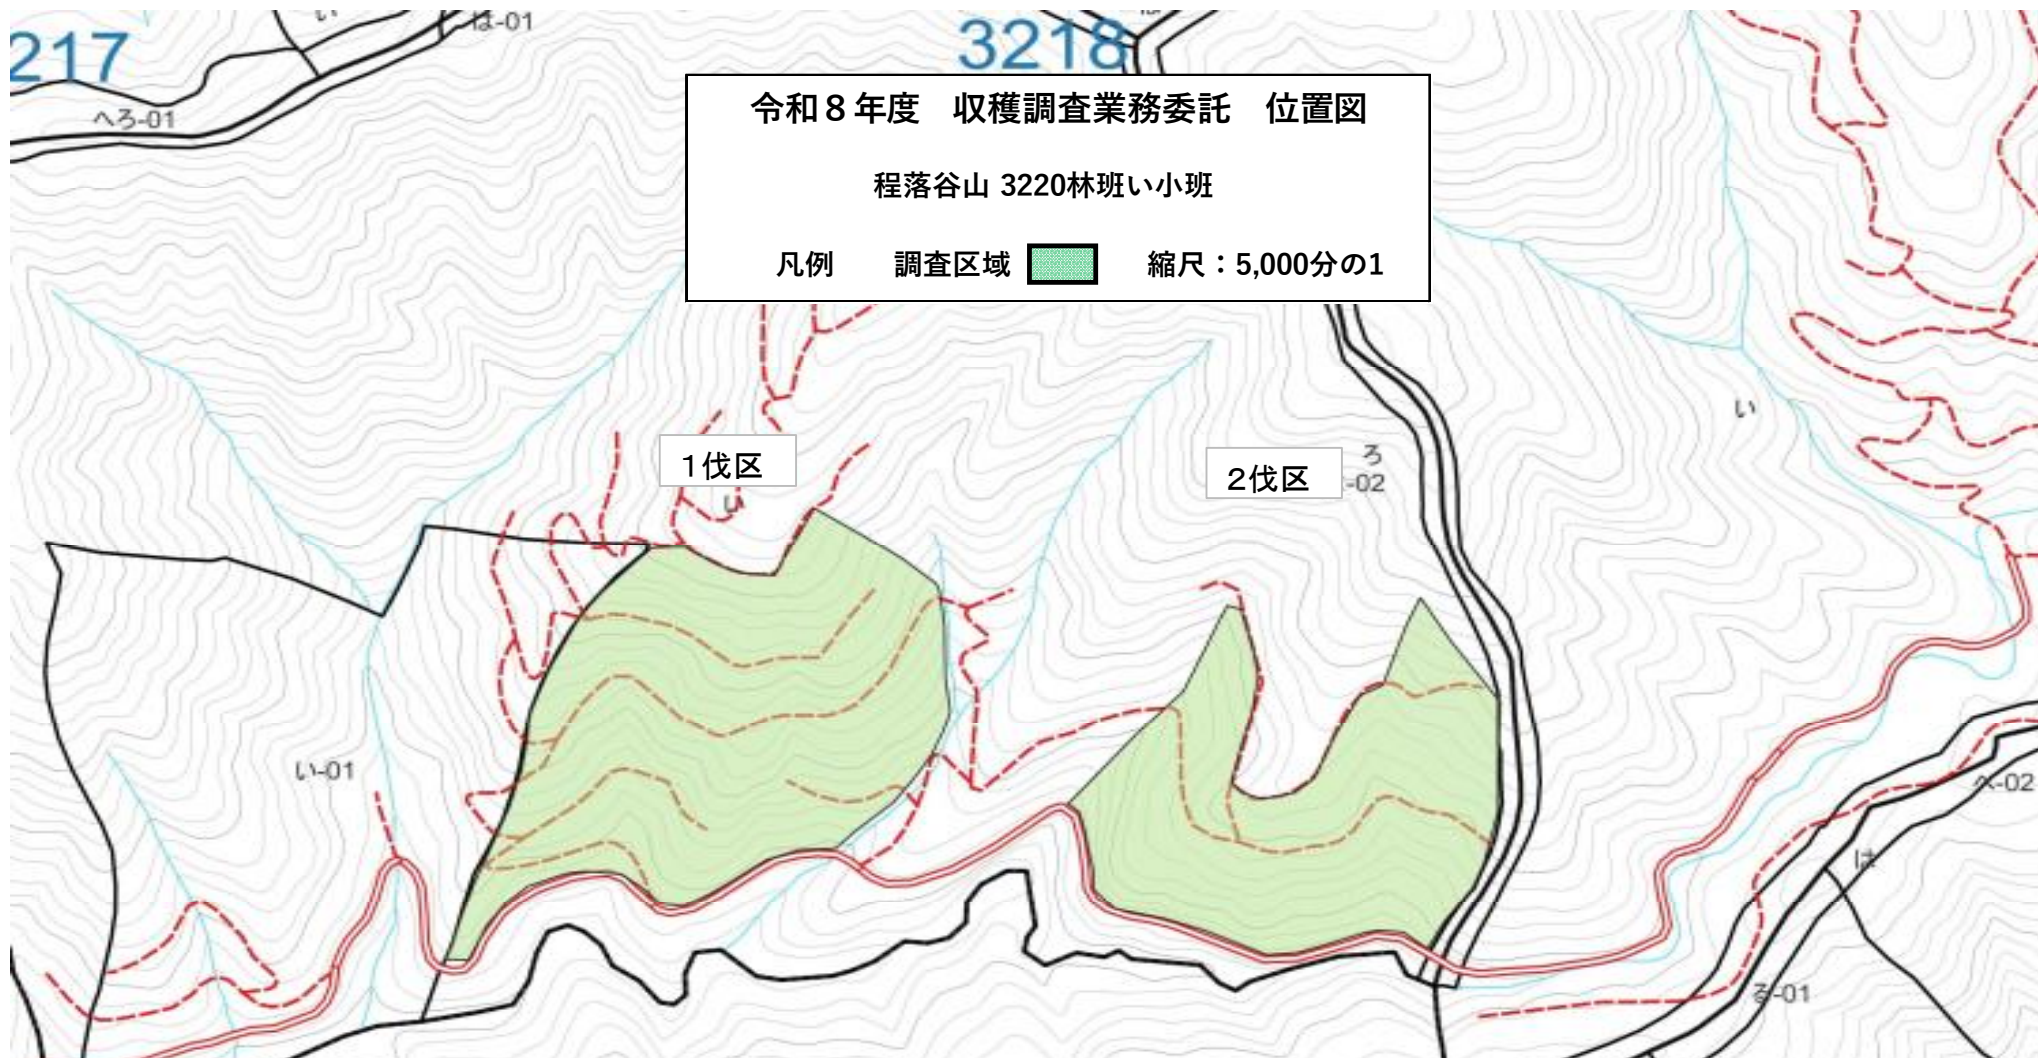 は-01
217
3218
へろ-01
令和８年度　収穫調査業務委託　位置図
程落谷山 3220林班い小班
凡例　調査区域　縮尺：5,000分の1
い
１伐区
ろ
２伐区
-02
い
い-01
へ-02
は
る-01